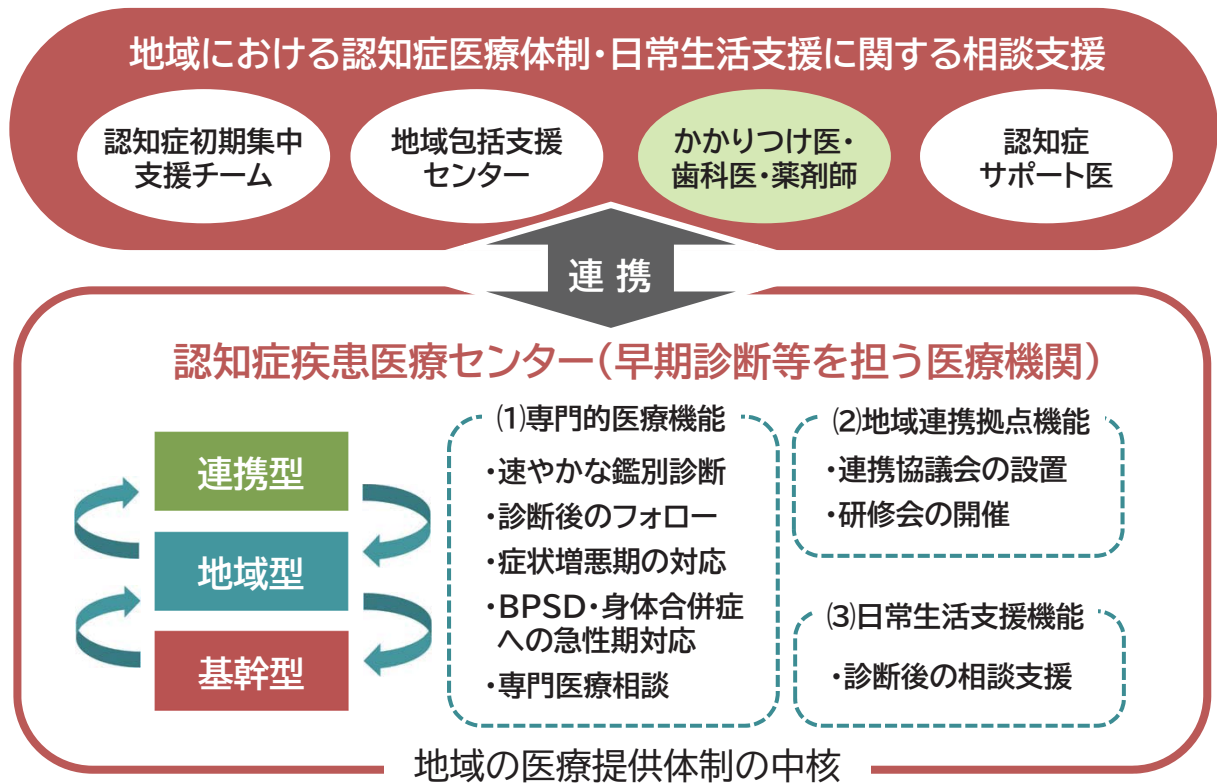 地域における認知症医療体制・日常生活支援に関する相談支援
認知症初期集中
支援チーム
地域包括支援
センター
かかりつけ医・
歯科医・薬剤師
認知症
サポート医
連携
認知症疾患医療センター(早期診断等を担う医療機関)
連携型
地域型
基幹型
⑴専門的医療機能
・速やかな鑑別診断
・診断後のフォロー
・症状増悪期の対応
・BPSD・身体合併症
への急性期対応
・専門医療相談
⑵地域連携拠点機能
・連携協議会の設置
・研修会の開催
⑶日常生活支援機能
・診断後の相談支援
地域の医療提供体制の中核